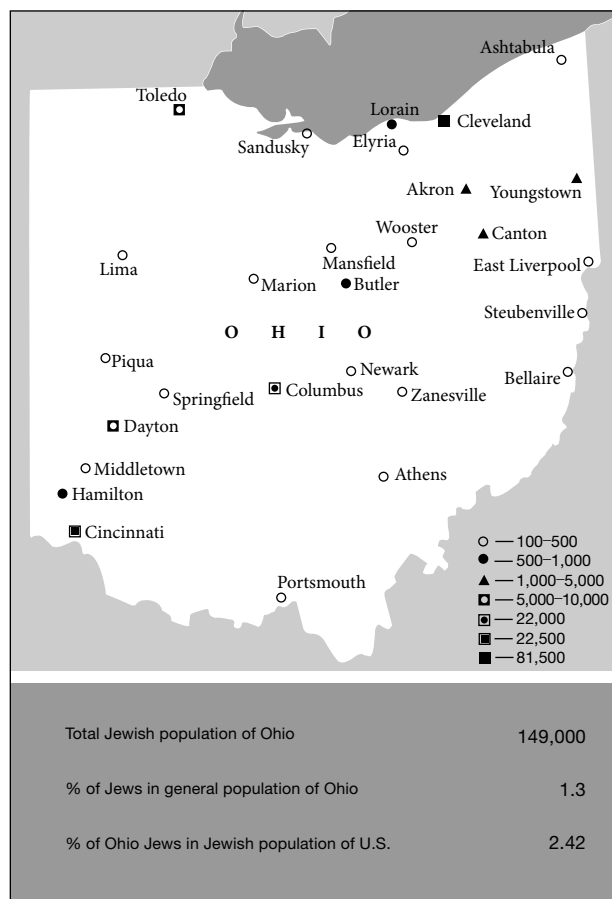 Ashtabula
Toledo
Lorain
Cleveland
Sandusky
Elyria
Akron
Youngstown
Wooster
Canton
Lima
Mansfield
East Liverpool
Marion
Butler
Steubenville
O H I O
Piqua
Newark
Bellaire
Springfield
Columbus
Zanesville
Dayton
Middletown
Athens
Hamilton
Cincinnati
Portsmouth
—100–500
—500–1,000
—1,000–5,000
—5,000–10,000
—22,000
—22,500
—81,500
Total Jewish population of Ohio 149,000
% of Jews in general population of Ohio 1.3
% of Ohio Jews in Jewish population of U.S. 2.42